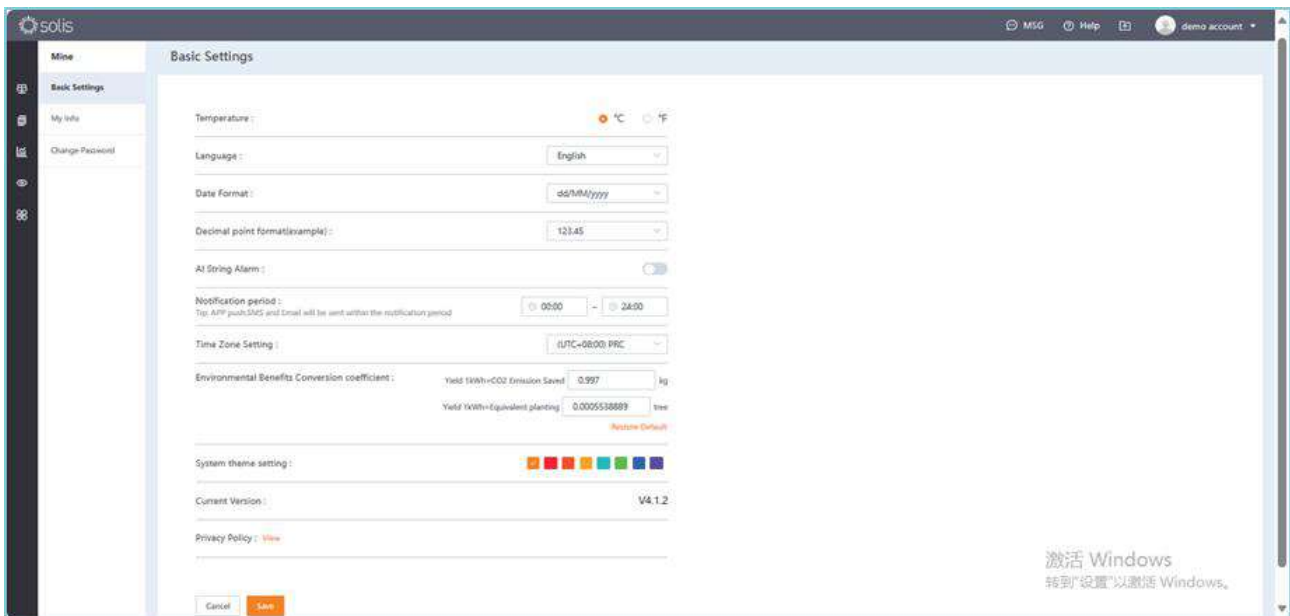 solis
MSG Help demo account
Mine
Basic Settings
My Info
Change Password
Basic Settings
Temperature : °C °F
Language : English
Date Format : dd/MM/yyyy
Decimal point format(example) : 123.45
AI String Alarm :
Notification period : 00:00 ~ 24:00
Tip: APP push,SMS and Email will be sent within the notification period
Time Zone Setting : (UTC+08:00) PRC
Environmental Benefits Conversion coefficient : Yield 1kWh=CO2 Emission Saved 0.997 kg
Yield 1kWh=Equivalent planting 0.0005538889 tree
Restore Default
System theme setting :
Current Version : V4.1.2
Privacy Policy : View
Cancel Save
激活 Windows
转到"设置"以激活 Windows。